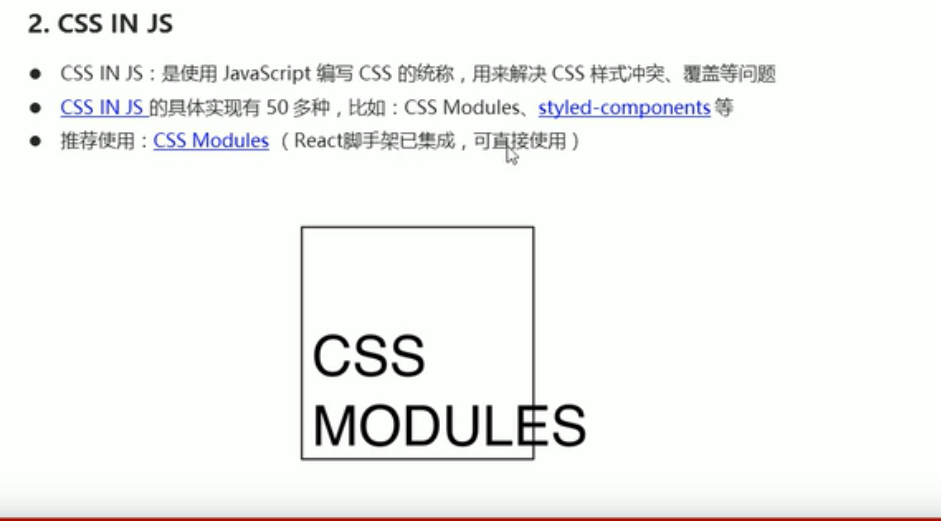 2. CSS IN JS
● CSS IN JS：是使用 JavaScript 编写 CSS 的统称，用来解决 CSS 样式冲突、覆盖等问题
● CSS IN JS 的具体实现有 50 多种，比如：CSS Modules、styled-components 等
● 推荐使用：CSS Modules （React脚手架已集成，可直接使用）
CSS
MODULES